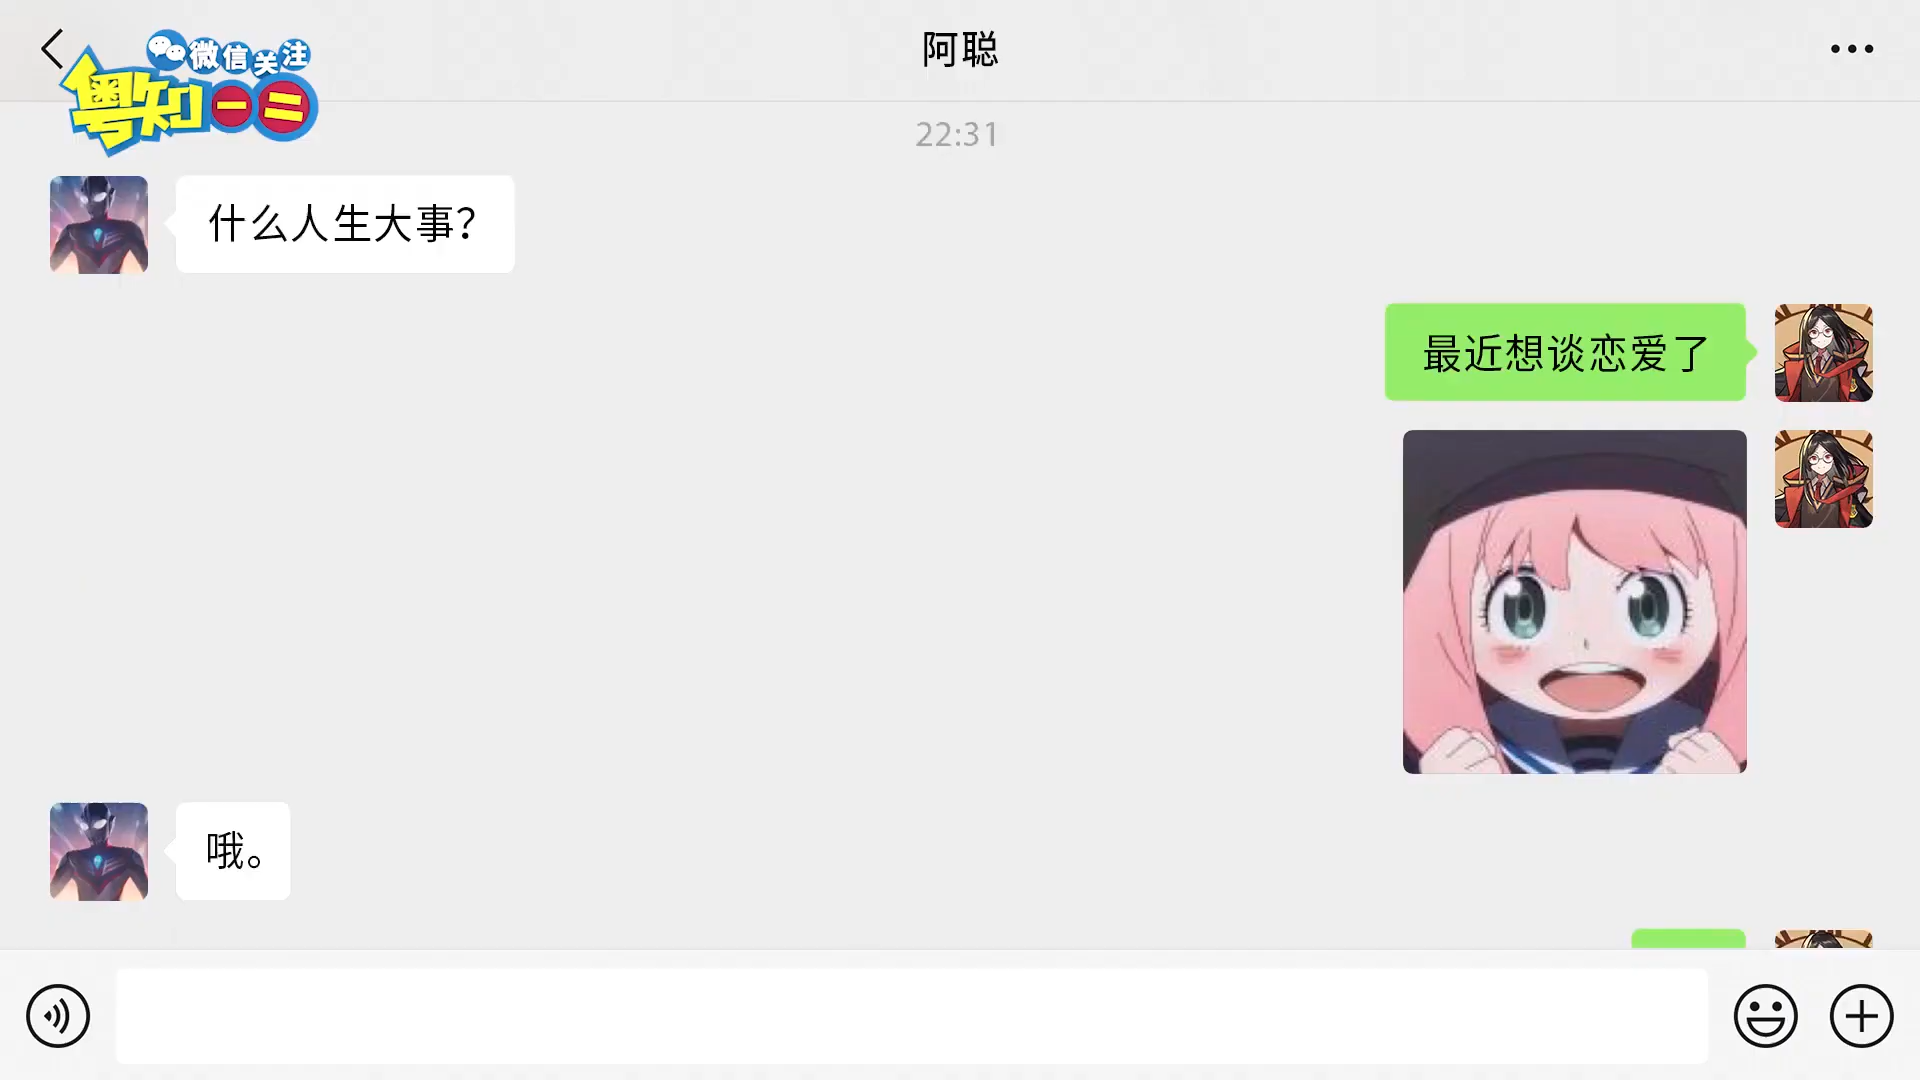 微信关注
粤知一二
阿聪
22:31
什么人生大事？
最近想谈恋爱了
哦。